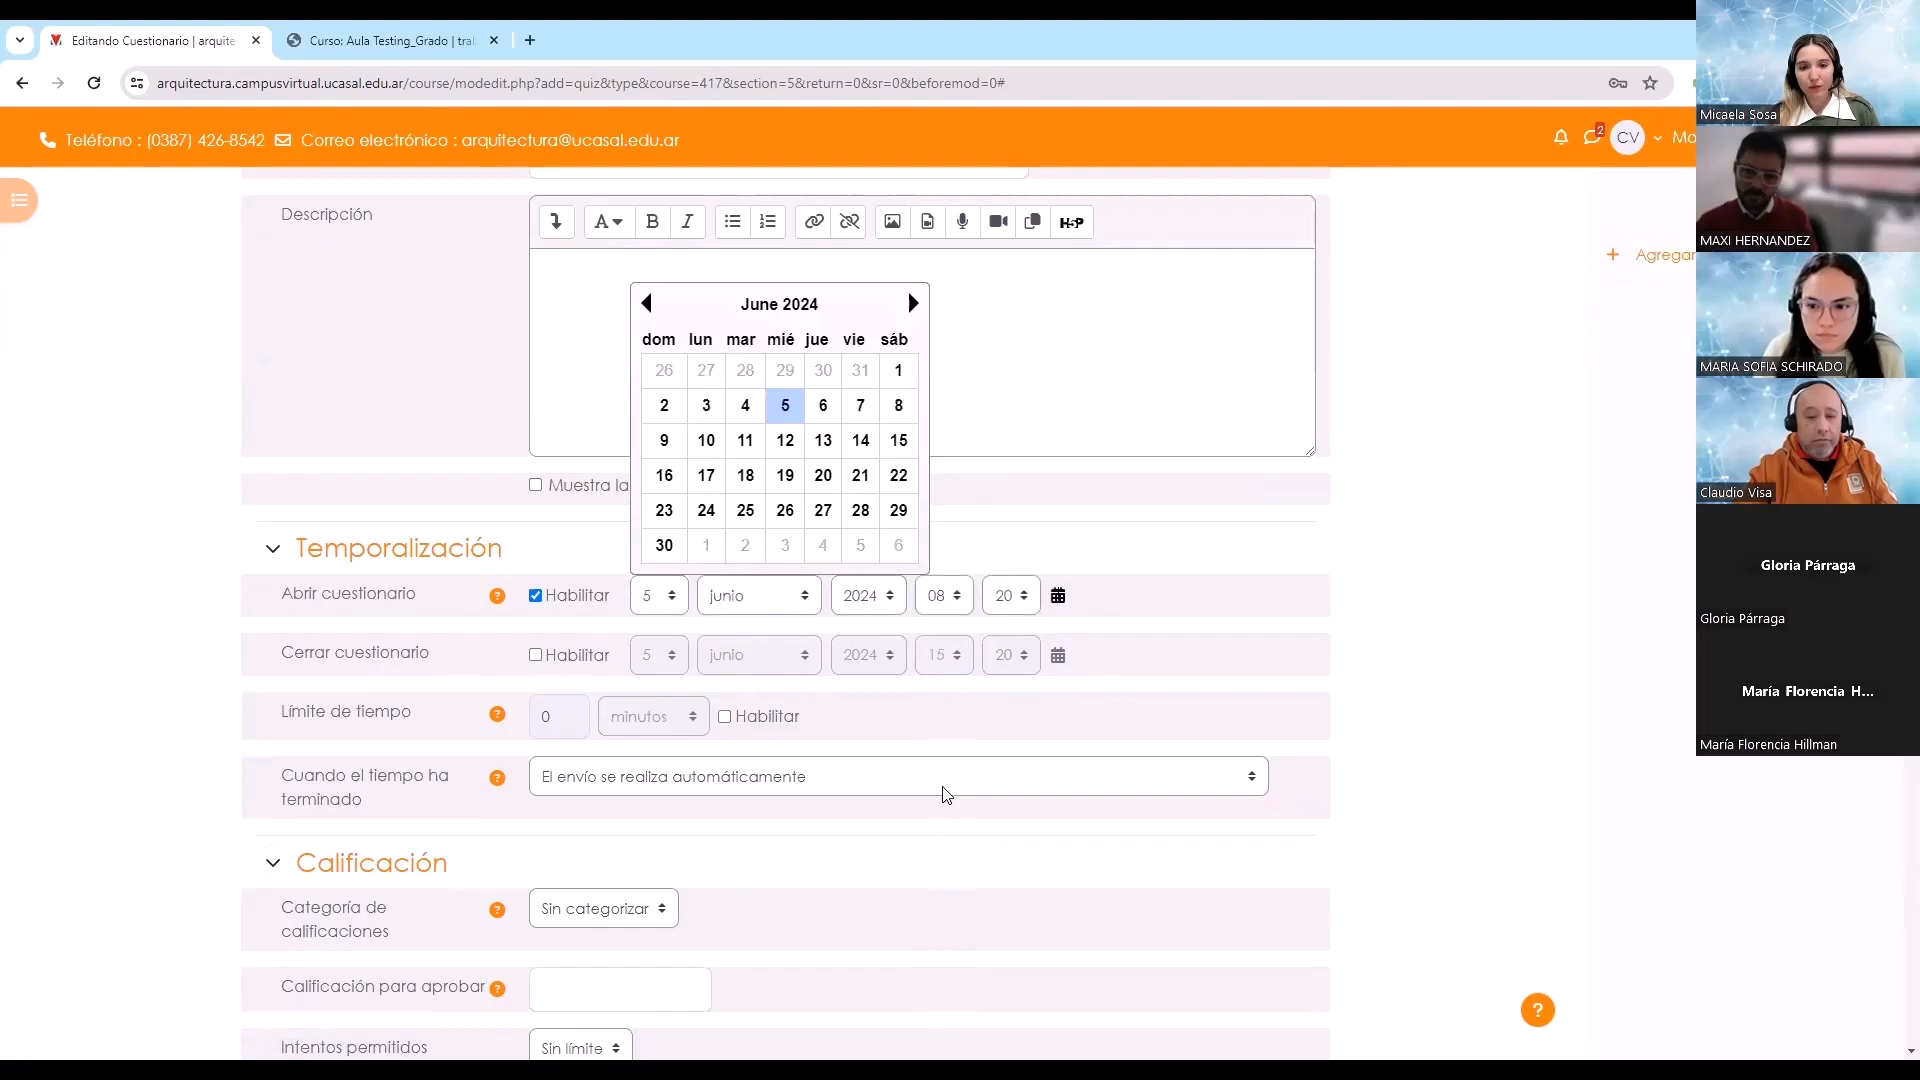 Editando Cuestionario | arquite
Curso: Aula Testing_Grado | tra
arquitectura.campusvirtual.ucasal.edu.ar/course/modedit.php?add=quiz&type&course=417&section=5&return=0&sr=0&beforemod=0#
Teléfono : (0387) 426-8542 Correo electrónico : arquitectura@ucasal.edu.ar
2 CV Mo
Micaela Sosa
MAXI HERNANDEZ
MARIA SOFIA SCHIRADO
Claudio Visa
Gloria Párraga
Gloria Párraga
María Florencia H...
María Florencia Hillman
Agregar
Descripción
A B I H-P
June 2024
dom lun mar mié jue vie sáb
26 27 28 29 30 31 1
2 3 4 5 6 7 8
9 10 11 12 13 14 15
16 17 18 19 20 21 22
23 24 25 26 27 28 29
30 1 2 3 4 5 6
Muestra la
Temporalización
Abrir cuestionario ? Habilitar 5 junio 2024 08 20
Cerrar cuestionario Habilitar 5 junio 2024 15 20
Límite de tiempo ? 0 minutos Habilitar
Cuando el tiempo ha
terminado
? El envío se realiza automáticamente
Calificación
Categoría de
calificaciones
? Sin categorizar
Calificación para aprobar ?
Intentos permitidos Sin límite
?